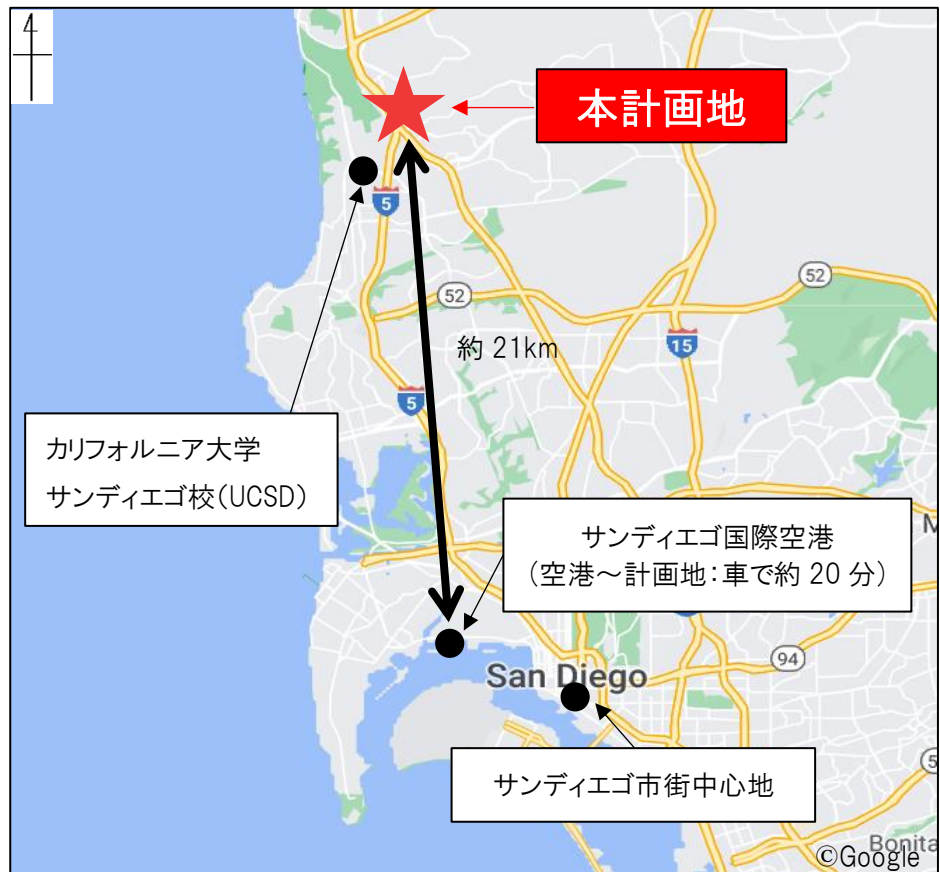 4
本計画地
5
52
52
約 21km
15
5
カリフォルニア大学
サンディエゴ校(UCSD)
サンディエゴ国際空港
(空港～計画地:車で約 20 分)
94
San Diego
サンディエゴ市街中心地
Bonita
©Google